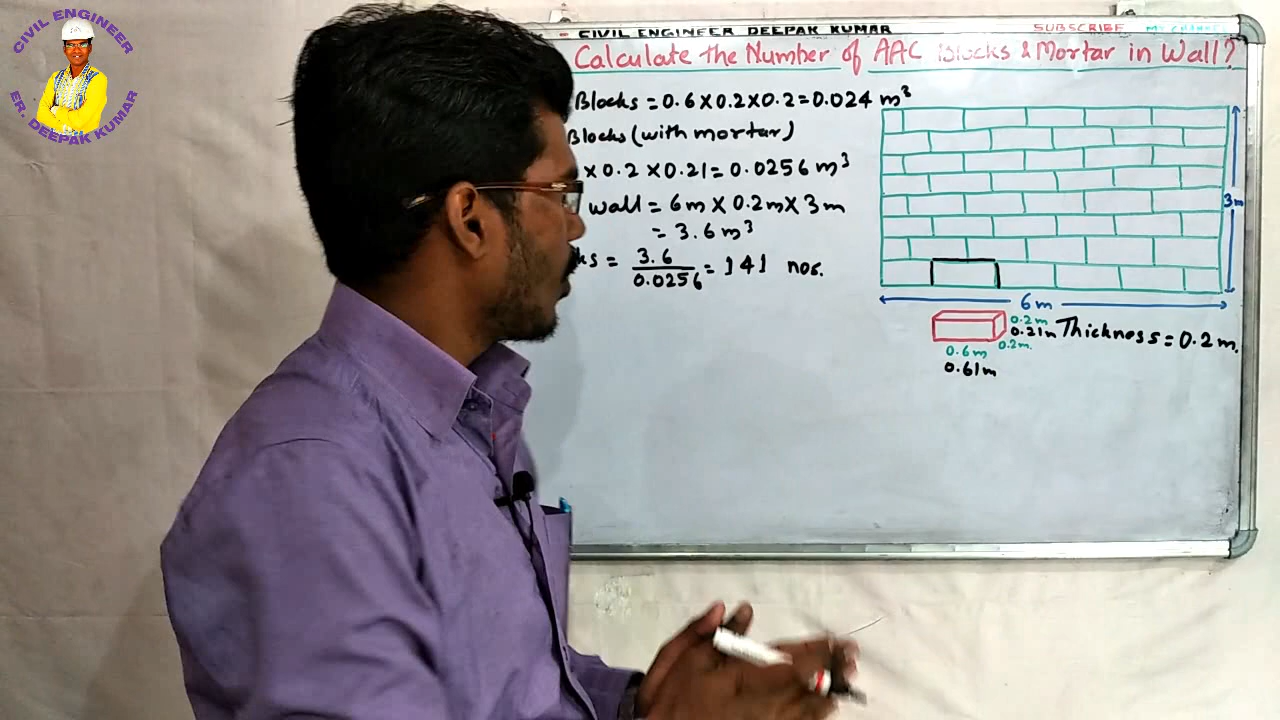 CIVIL ENGINEER
ER. DEEPAK KUMAR
- CIVIL ENGINEER DEEPAK KUMAR SUBSCRIBE MY CHANNEL
Calculate the Number of AAC Blocks & Mortar in Wall?
Blocks = 0.6 × 0.2 × 0.2 = 0.024 m³
Blocks (with mortar)
× 0.2 × 0.21 = 0.0256 m³
wall = 6m × 0.2m × 3m
= 3.6 m³
ks = 3.6 / 0.0256 = 141 nos.
3m
6 m
0.2m
0.21m
0.2m.
Thickness = 0.2 m.
0.6m
0.61m